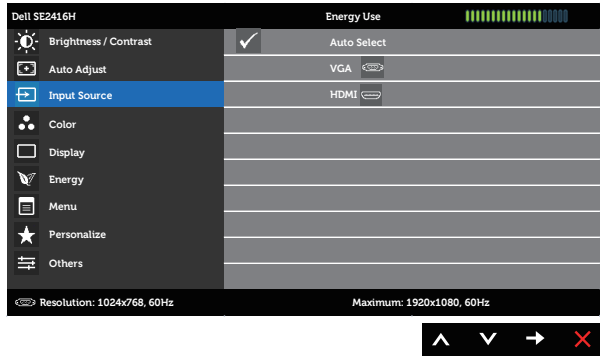 Dell SE2416H Energy Use
Brightness / Contrast Auto Select
Auto Adjust VGA
Input Source HDMI
Color
Display
Energy
Menu
Personalize
Others
Resolution: 1024x768, 60Hz Maximum: 1920x1080, 60Hz